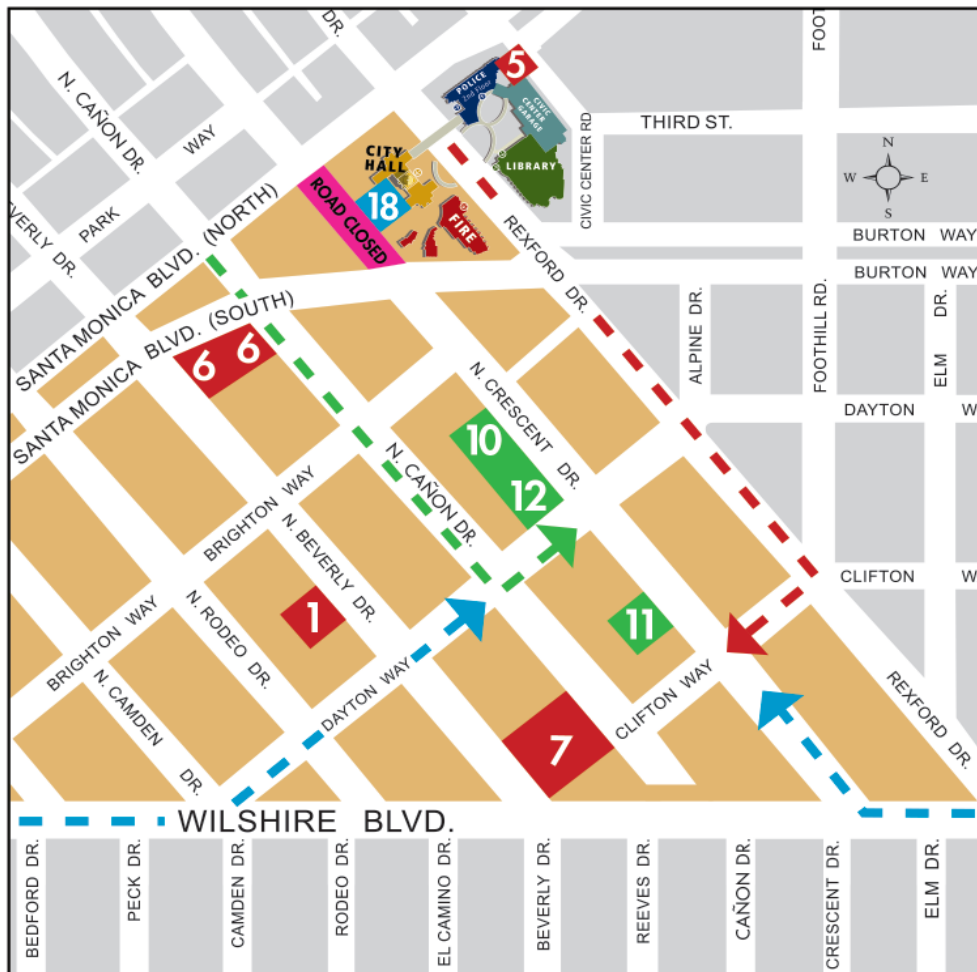 DR.
FOOT
5
POLICE
2nd Floor
CIVIC
CENTER
GARAGE
LIBRARY
CIVIC CENTER RD
THIRD ST.
N
W E
S
N. CAÑON DR.
WAY
PARK
VERLY DR.
CITY
HALL
18
FIRE
ROAD CLOSED
REXFORD DR.
BURTON WAY
BURTON WAY
SANTA MONICA BLVD. (NORTH)
SANTA MONICA BLVD. (SOUTH)
6 6
ALPINE DR.
FOOTHILL RD.
ELM DR.
N. CRESCENT DR.
DAYTON W
10
12
N. CAÑON DR.
BRIGHTON WAY
N. BEVERLY DR.
CLIFTON W
1
11
N. RODEO DR.
BRIGHTON WAY
N. CAMDEN DR.
DAYTON WAY
CLIFTON WAY
REXFORD DR.
7
WILSHIRE BLVD.
BEDFORD DR.
PECK DR.
CAMDEN DR.
RODEO DR.
EL CAMINO DR.
BEVERLY DR.
REEVES DR.
CAÑON DR.
CRESCENT DR.
ELM DR.